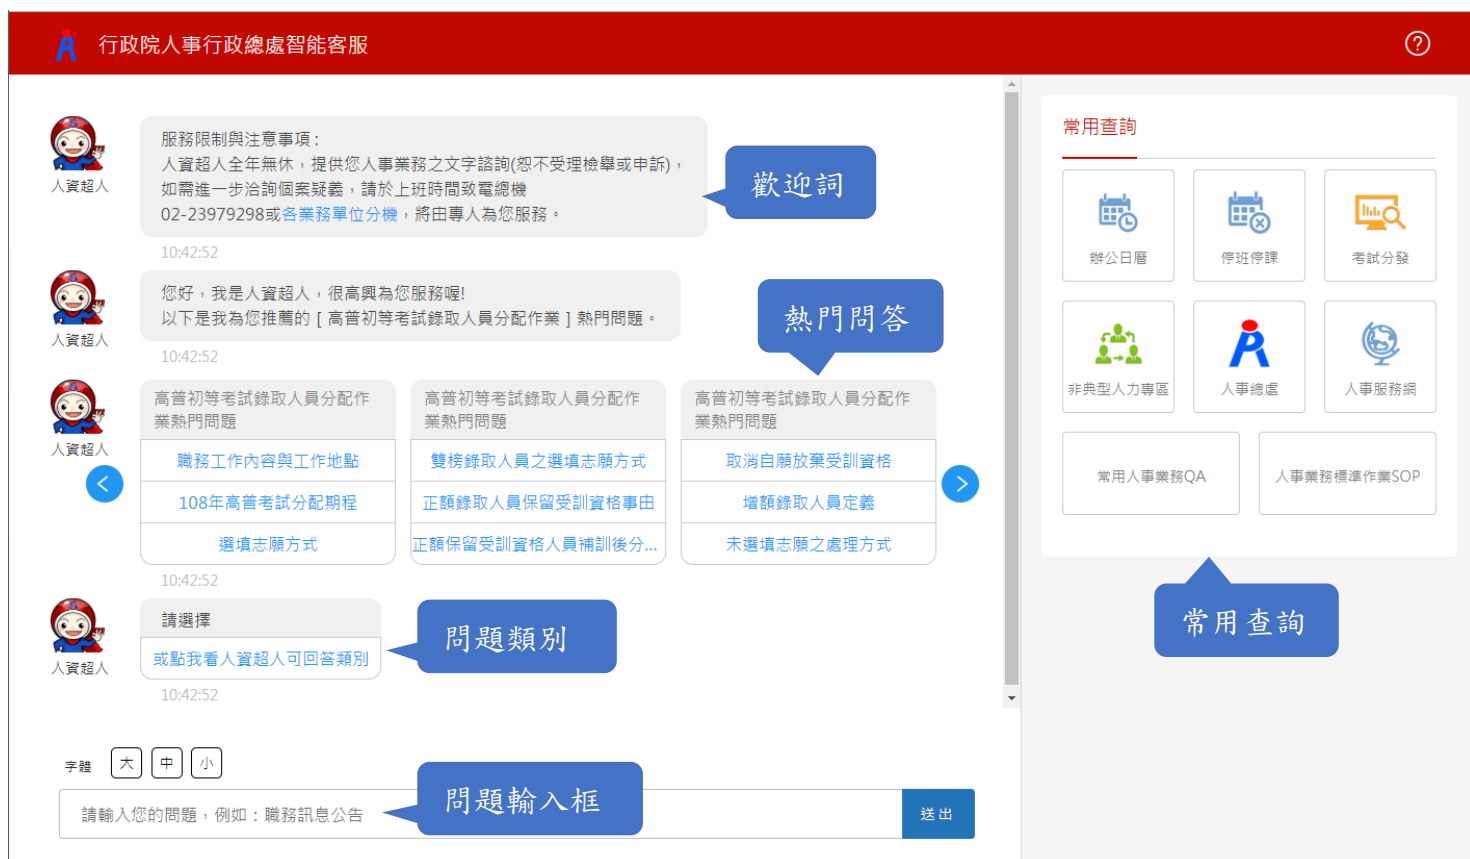 行政院人事行政總處智能客服
服務限制與注意事項：
人資超人全年無休，提供您人事業務之文字諮詢(恕不受理檢舉或申訴)，
如需進一步洽詢個案疑義，請於上班時間致電總機
02-23979298或各業務單位分機，將由專人為您服務。
人資超人
10:42:52
歡迎詞
您好，我是人資超人，很高興為您服務喔!
以下是我為您推薦的 [ 高普初等考試錄取人員分配作業 ] 熱門問題。
人資超人
10:42:52
熱門問答
高普初等考試錄取人員分配作
業熱門問題
職務工作內容與工作地點
108年高普考試分配期程
選填志願方式
高普初等考試錄取人員分配作
業熱門問題
雙榜錄取人員之選填志願方式
正額錄取人員保留受訓資格事由
正額保留受訓資格人員補訓後分...
高普初等考試錄取人員分配作
業熱門問題
取消自願放棄受訓資格
增額錄取人員定義
未選填志願之處理方式
人資超人
10:42:52
請選擇
或點我看人資超人可回答類別
人資超人
10:42:52
問題類別
字體 大 中 小
請輸入您的問題，例如：職務訊息公告
問題輸入框
送出
常用查詢
辦公日曆
停班停課
考試分發
非典型人力專區
人事總處
人事服務網
常用人事業務QA
人事業務標準作業SOP
常用查詢